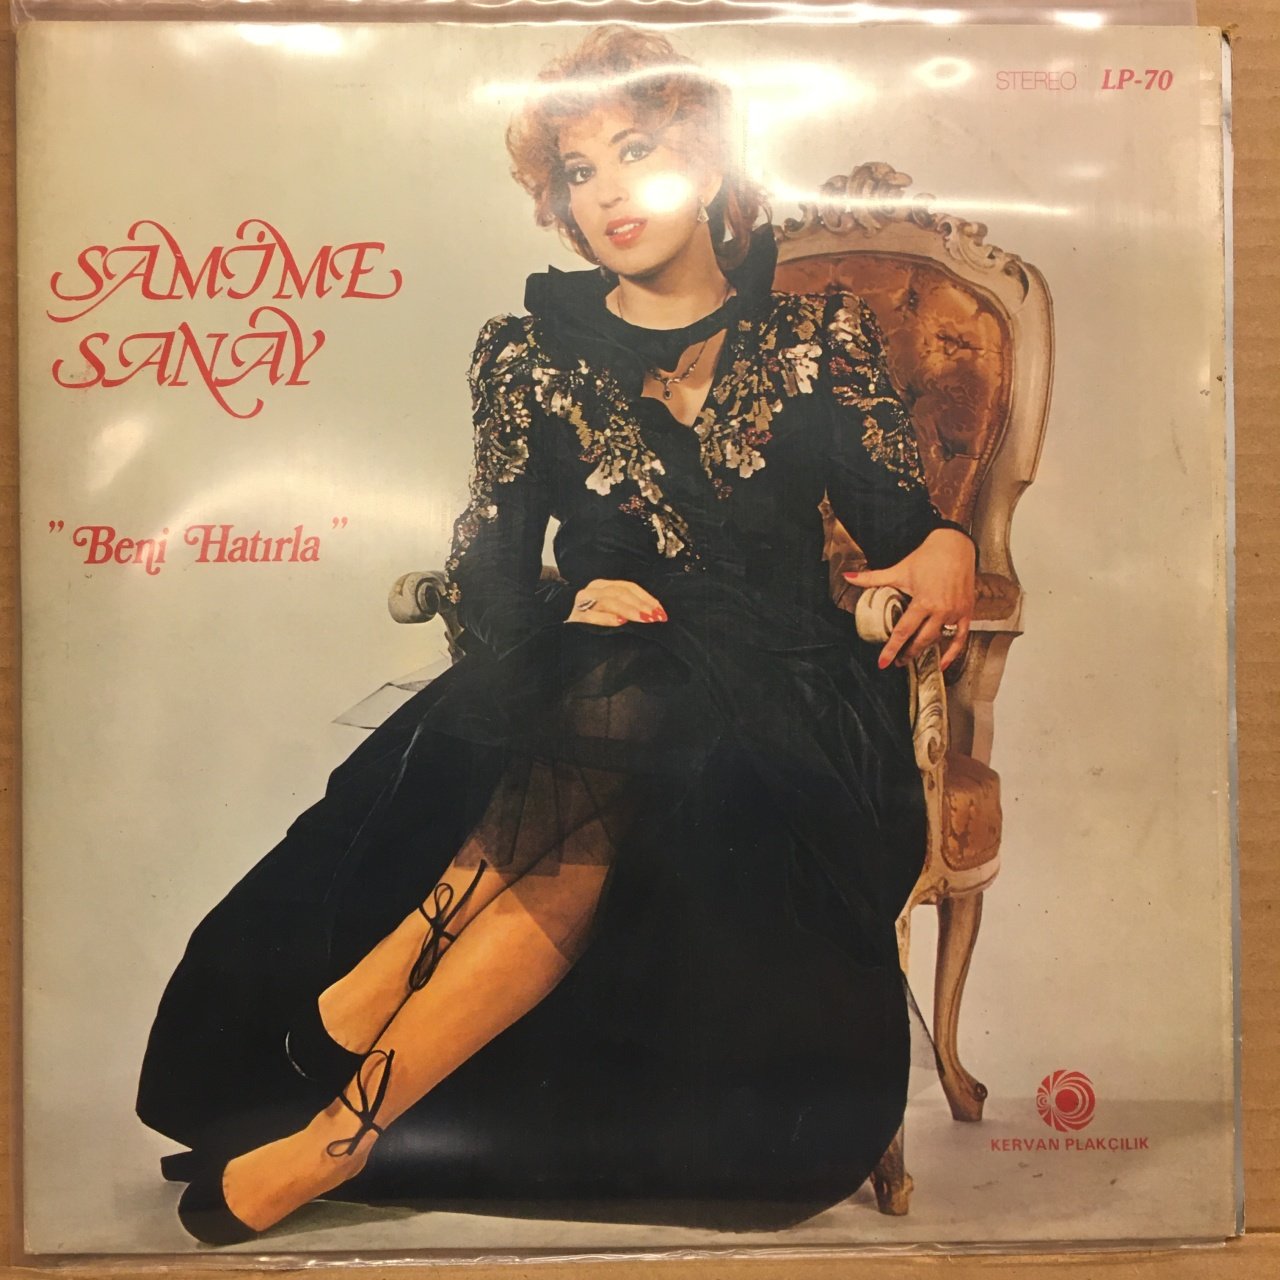 STEREO LP-70
SAMİME
SANAY
"Beni Hatırla"
KERVAN PLAKÇILIK